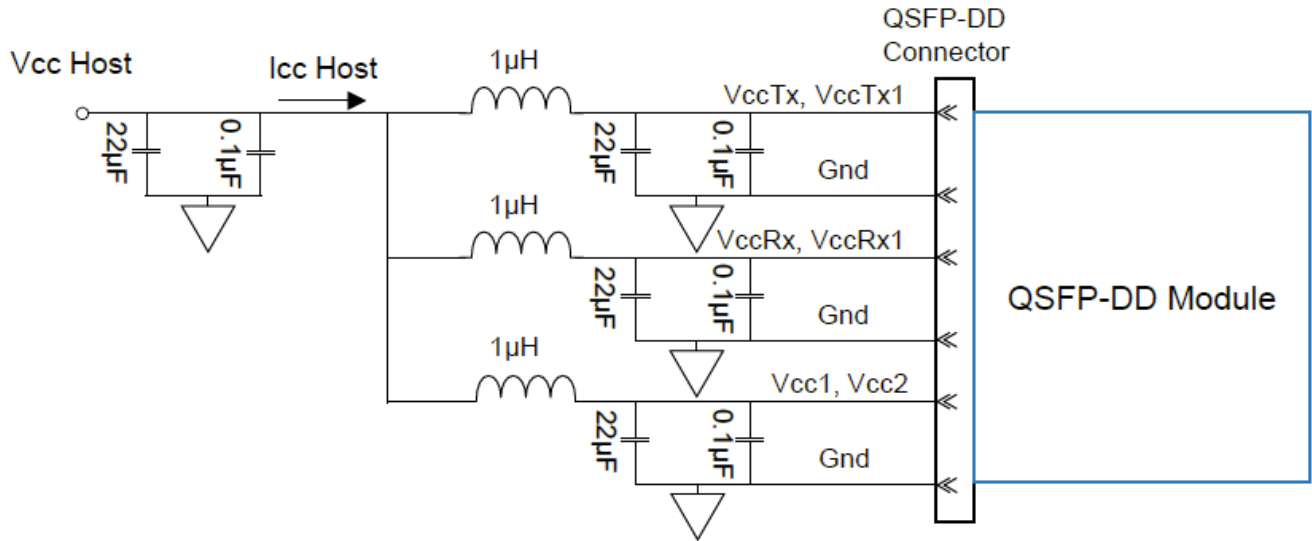 QSFP-DD
Connector
Vcc Host
Icc Host
1µH
VccTx, VccTx1
22µF
0.1µF
22µF
0.1µF
Gnd
1µH
VccRx, VccRx1
22µF
0.1µF
Gnd
QSFP-DD Module
1µH
Vcc1, Vcc2
22µF
0.1µF
Gnd